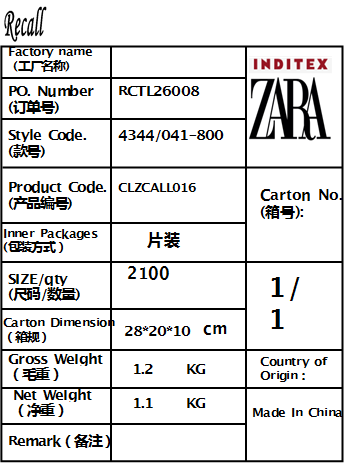 Recall
Factory name
(工厂名称)
INDITEX
ZARA
PO. Number
(订单号)
RCTL26008
Style Code.
(款号)
4344/041-800
Product Code.
(产品编号)
CLZCALL016
Carton No.
(箱号):
Inner Packages
(包装方式)
片装
SIZE/qty
(尺码/数量)
2100
1/
1
Carton Dimension
(箱规)
28*20*10 cm
Gross Weight
(毛重)
1.2 KG
Country of
Origin:
Net Weight
(净重)
1.1 KG
Made In China
Remark (备注)